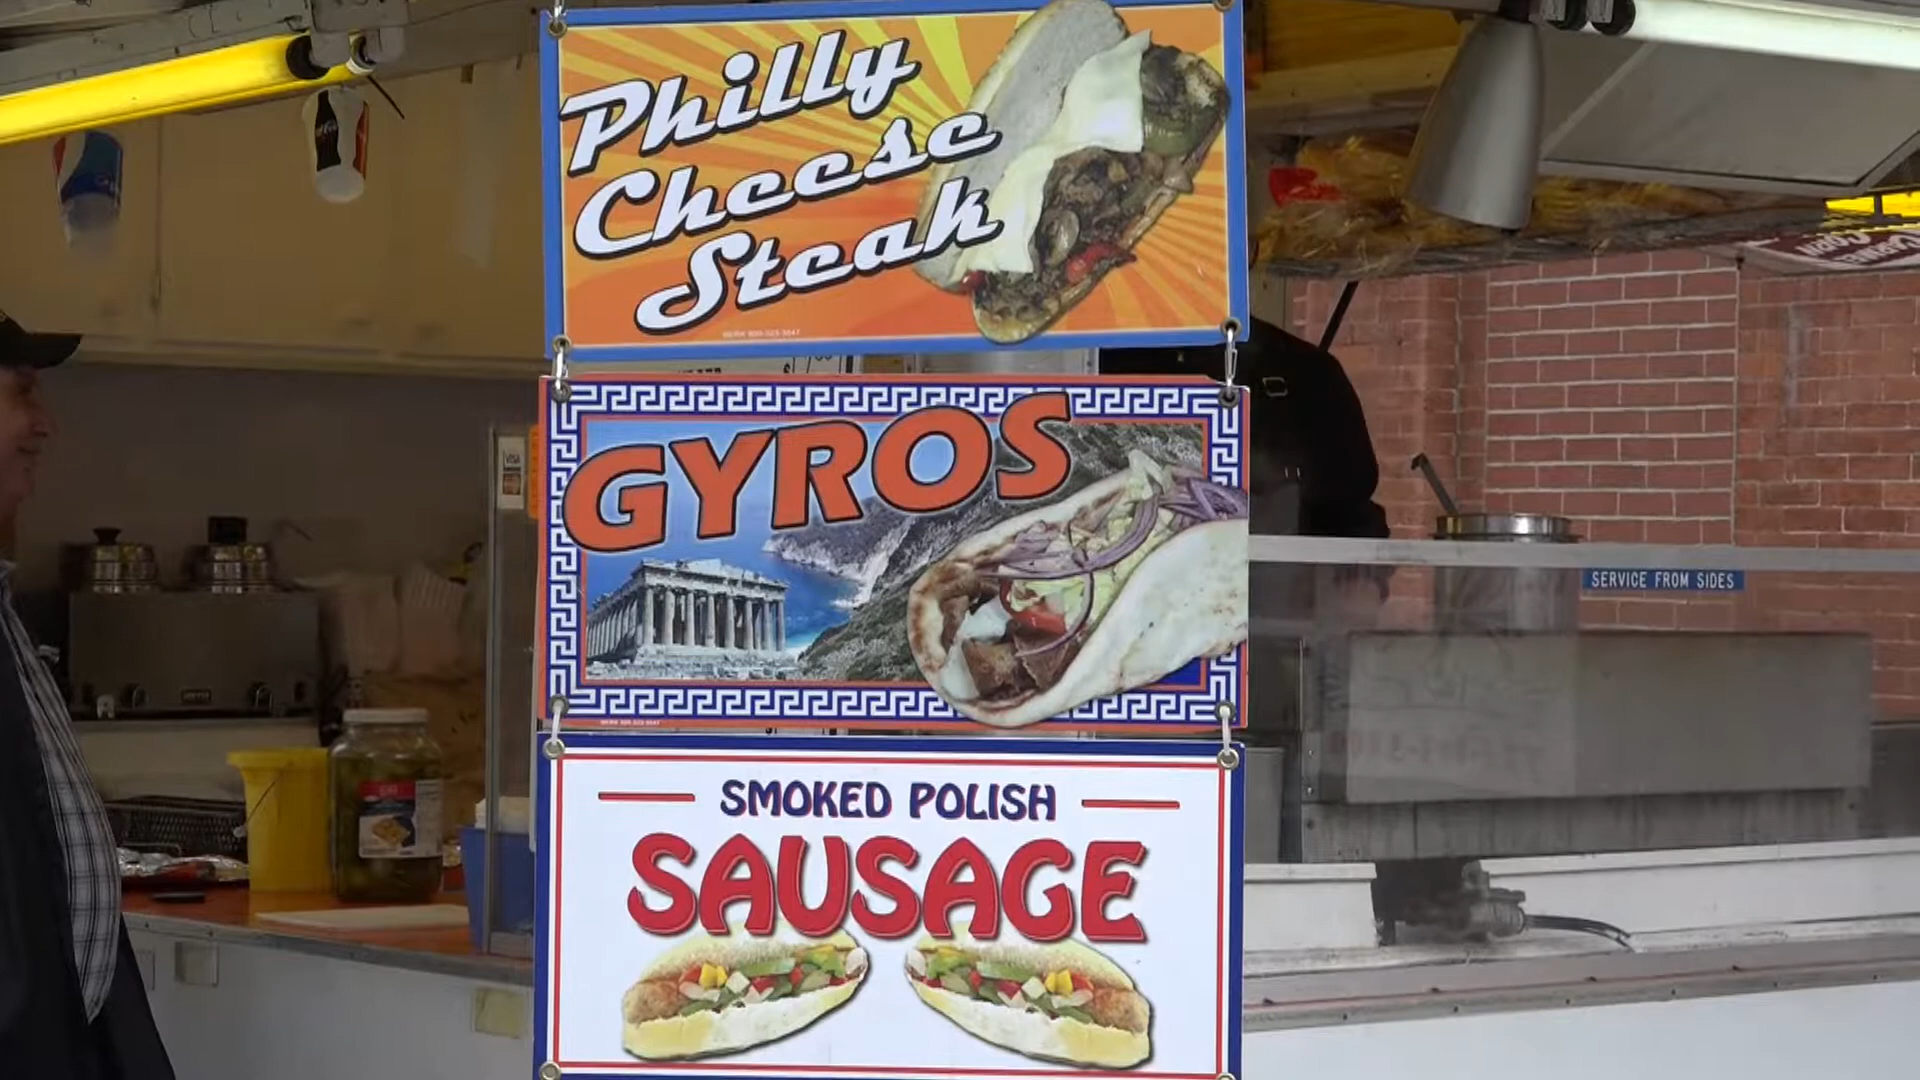 Philly
Cheese
Steak
GYROS
SERVICE FROM SIDES
SMOKED POLISH
SAUSAGE